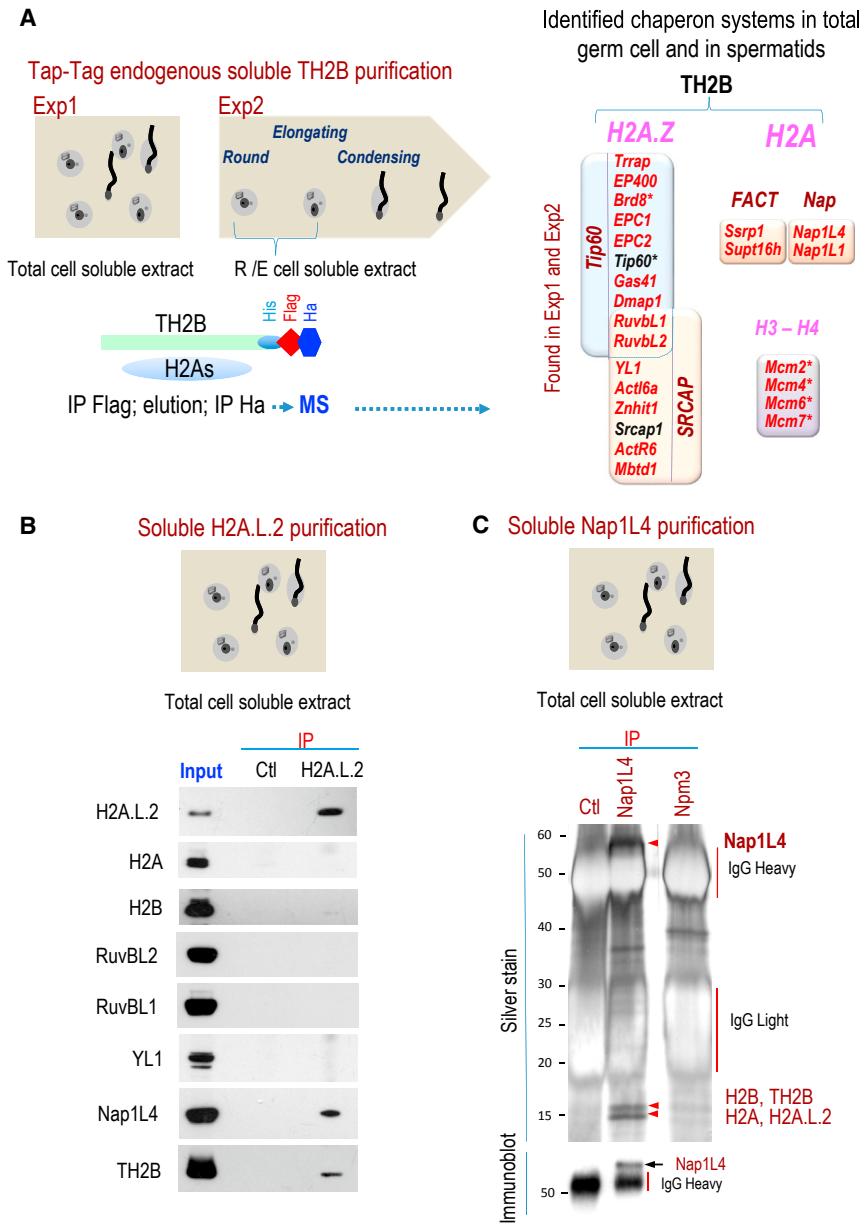 A
Tap-Tag endogenous soluble TH2B purification
Exp1
Exp2
Round
Elongating
Condensing
Total cell soluble extract
R /E cell soluble extract
TH2B
His
Flag
Ha
H2As
IP Flag; elution; IP Ha
MS
Identified chaperon systems in total
germ cell and in spermatids
TH2B
H2A.Z
H2A
Found in Exp1 and Exp2
Tip60
Trrap
EP400
Brd8*
EPC1
EPC2
Tip60*
Gas41
Dmap1
RuvbL1
RuvbL2
YL1
Actl6a
Znhit1
Srcap1
ActR6
Mbtd1
SRCAP
FACT
Nap
Ssrp1
Supt16h
Nap1L4
Nap1L1
H3 – H4
Mcm2*
Mcm4*
Mcm6*
Mcm7*
B
Soluble H2A.L.2 purification
Total cell soluble extract
IP
Input
Ctl
H2A.L.2
H2A.L.2
H2A
H2B
RuvBL2
RuvBL1
YL1
Nap1L4
TH2B
C
Soluble Nap1L4 purification
Total cell soluble extract
IP
Ctl
Nap1L4
Npm3
Silver stain
60
50
40
30
25
20
15
Nap1L4
IgG Heavy
IgG Light
H2B, TH2B
H2A, H2A.L.2
Immunoblot
50
Nap1L4
IgG Heavy